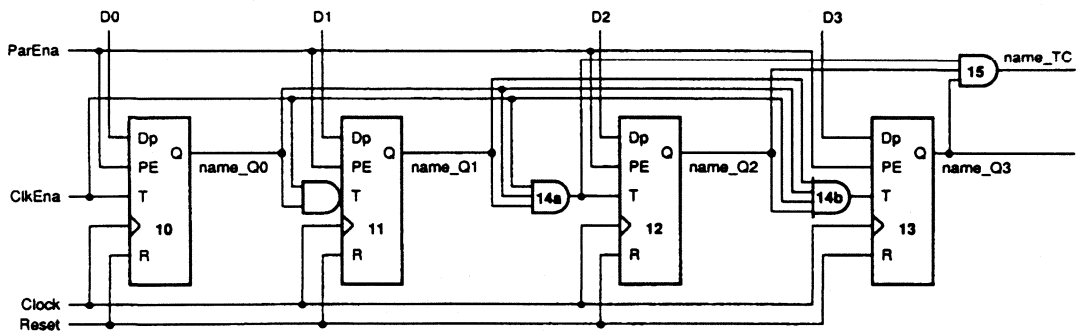 D0 D1 D2 D3
ParEna
15 name_TC
Dp Dp Dp Dp
Q Q Q Q
name_Q0 name_Q1 name_Q2 name_Q3
PE PE PE PE
ClkEna T T 14a T 14b T
10 11 12 13
R R R R
Clock
Reset